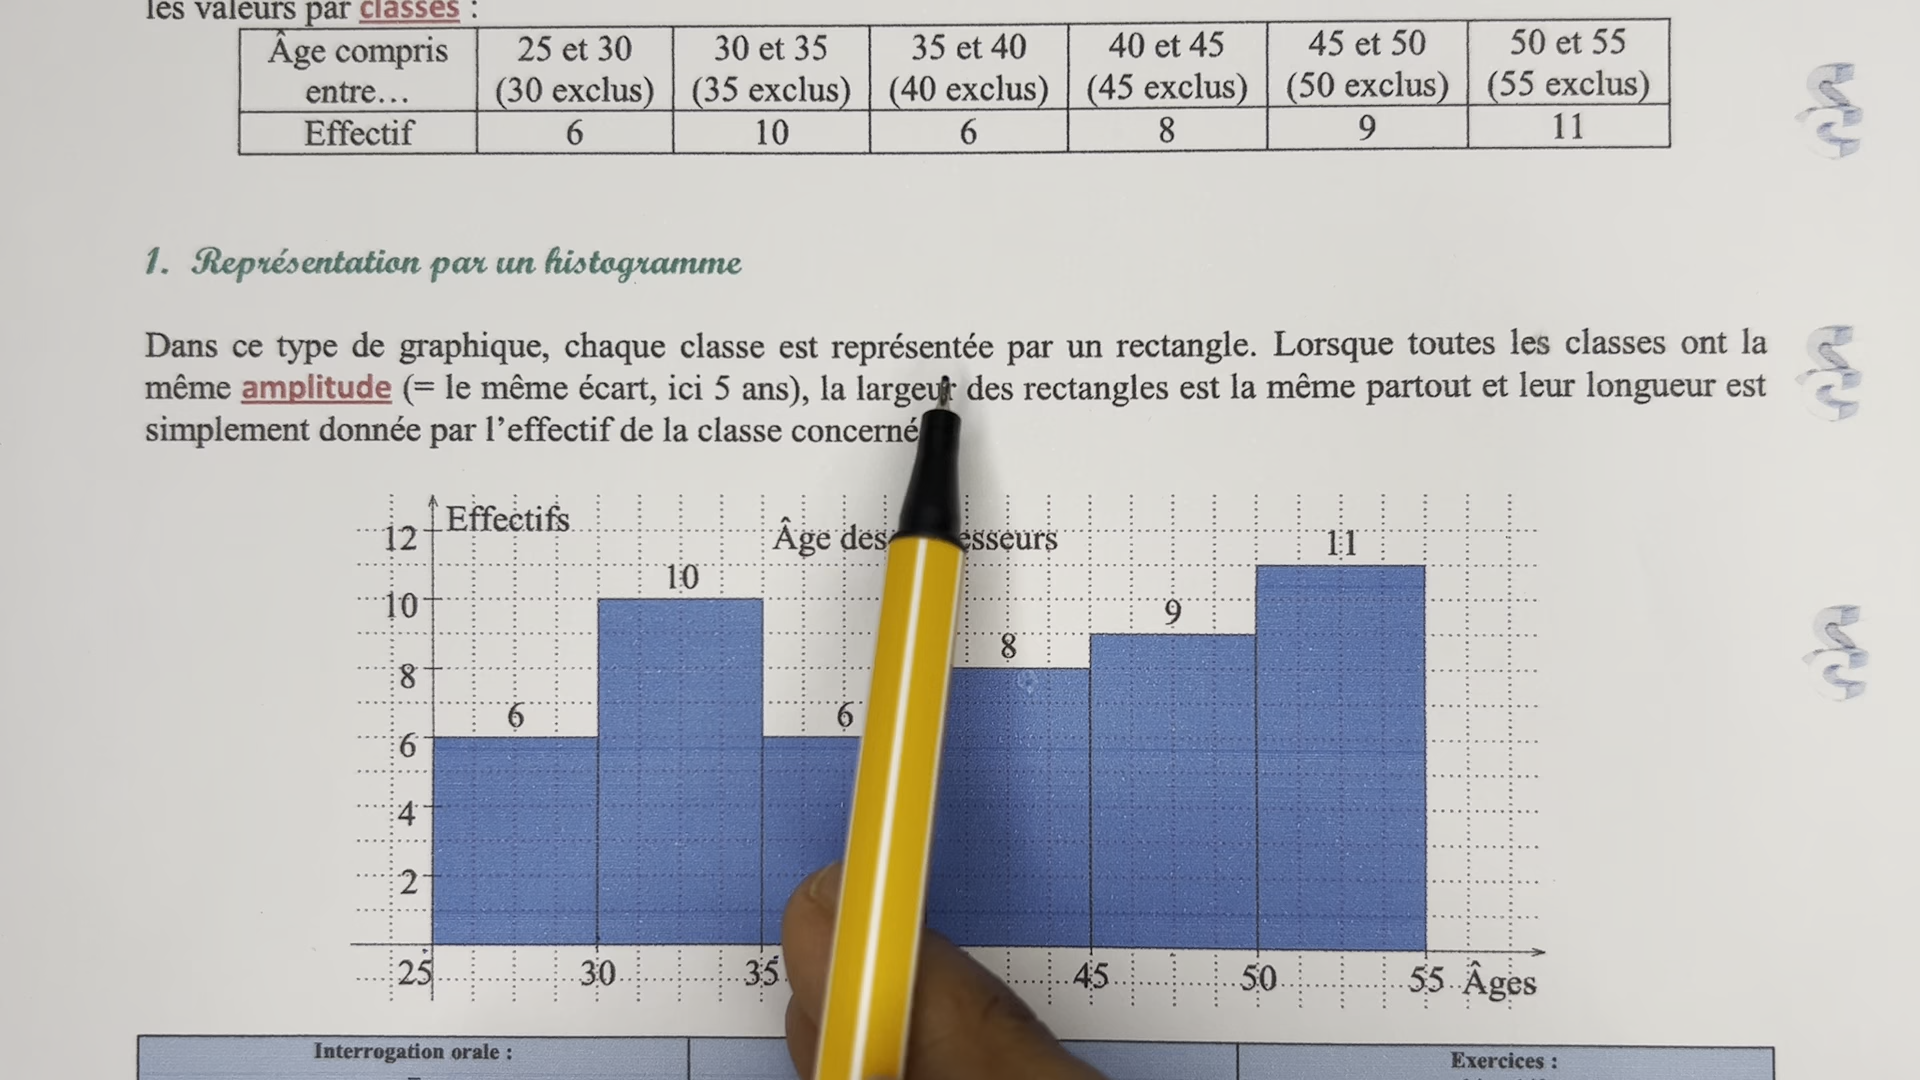 les valeurs par classes :
Âge compris entre… 25 et 30 (30 exclus) 30 et 35 (35 exclus) 35 et 40 (40 exclus) 40 et 45 (45 exclus) 45 et 50 (50 exclus) 50 et 55 (55 exclus)
Effectif 6 10 6 8 9 11
1. Représentation par un histogramme
Dans ce type de graphique, chaque classe est représentée par un rectangle. Lorsque toutes les classes ont la
même amplitude (= le même écart, ici 5 ans), la largeur des rectangles est la même partout et leur longueur est
simplement donnée par l’effectif de la classe
Effectifs
Âge des
12
11
10
10
9
8
8
6 6
6
4
2
25 30 35 45 50 55 Âges
Interrogation orale : Exercices :